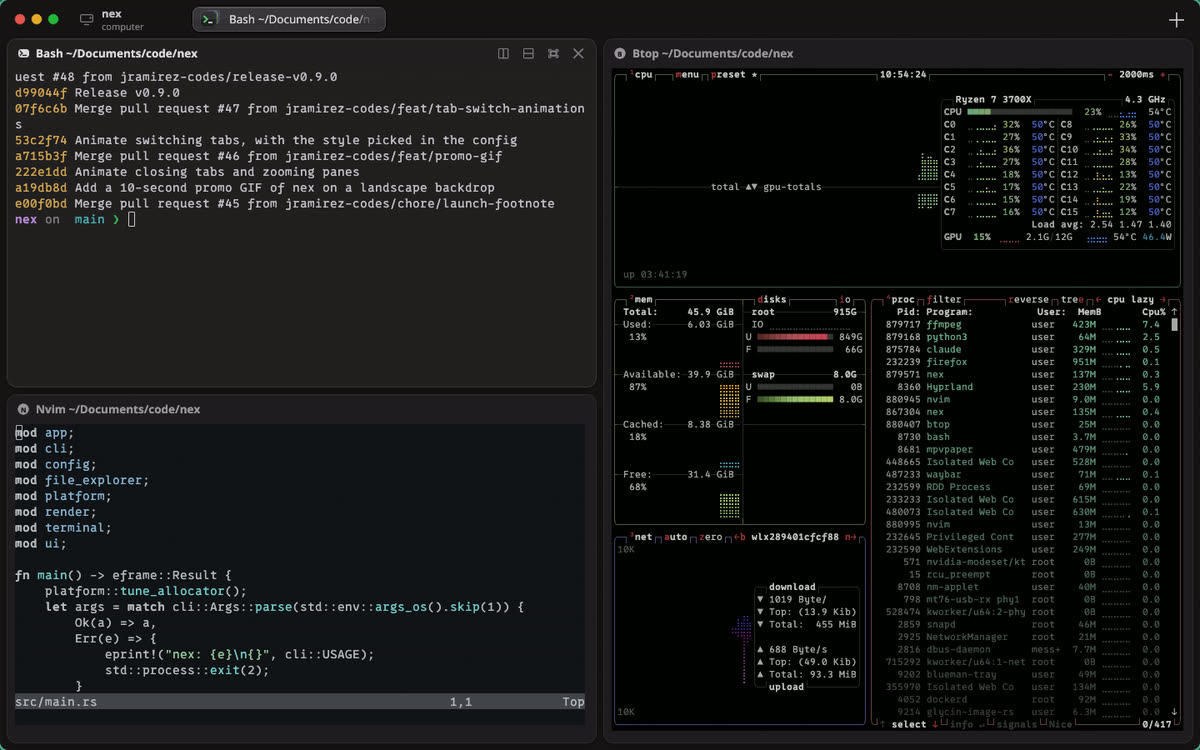 nex
computer
Bash ~/Documents/code/n
Bash ~/Documents/code/nex
uest #48 from jramirez-codes/release-v0.9.0
d99044f Release v0.9.0
07f6c6b Merge pull request #47 from jramirez-codes/feat/tab-switch-animation
s
53c2f74 Animate switching tabs, with the style picked in the config
a715b3f Merge pull request #46 from jramirez-codes/feat/promo-gif
222e1dd Animate closing tabs and zooming panes
a19db8d Add a 10-second promo GIF of nex on a landscape backdrop
e00f0bd Merge pull request #45 from jramirez-codes/chore/launch-footnote
nex on main ❯
N Nvim ~/Documents/code/nex
mod app;
mod cli;
mod config;
mod file_explorer;
mod platform;
mod render;
mod terminal;
mod ui;
fn main() -> eframe::Result {
    platform::tune_allocator();
    let args = match cli::Args::parse(std::env::args_os().skip(1)) {
        Ok(a) => a,
        Err(e) => {
            eprint!("nex: {e}\n{}", cli::USAGE);
            std::process::exit(2);
        }
src/main.rs 1,1 Top
B Btop ~/Documents/code/nex
¹cpu menu preset * 10:54:24 - 2000ms +
Ryzen 7 3700X 4.3 GHz
CPU 23% 54°C
C0 32% 50°C C8 26% 50°C
C1 27% 50°C C9 33% 50°C
C2 36% 50°C C10 34% 50°C
C3 27% 50°C C11 28% 50°C
C4 18% 50°C C12 13% 50°C
C5 17% 50°C C13 22% 50°C
C6 15% 50°C C14 19% 50°C
C7 16% 50°C C15 12% 50°C
Load avg: 2.54 1.47 1.40
GPU 15% 2.1G/12G 54°C 46.4W
total ▲▼ gpu-totals
up 03:41:19
²mem disks io
Total: 45.9 GiB
Used: 6.03 GiB
13%
Available: 39.9 GiB
87%
Cached: 8.38 GiB
18%
Free: 31.4 GiB
68%
root 915G
IO
U 849G
F 66G
swap 8.0G
U 0B
F 8.0G
³net auto zero ←b wlx289401cfcf88 n→
10K
download
▼ 1019 Byte/
▼ Top: (13.9 Kib)
▼ Total: 455 MiB
▲ 688 Byte/s
▲ Top: (49.0 Kib)
▲ Total: 93.3 MiB
upload
10K
⁴proc filter reverse tree ← cpu lazy →
Pid: Program: User: MemB Cpu% ↑
879717 ffmpeg user 423M 7.4
879168 python3 user 64M 2.5
875784 claude user 329M 0.5
232239 firefox user 951M 0.1
879571 nex user 137M 0.3
8360 Hyprland user 230M 5.9
880945 nvim user 9.0M 0.0
867304 nex user 135M 0.4
880407 btop user 25M 0.0
8730 bash user 3.7M 0.0
8681 mpvpaper user 479M 0.0
448665 Isolated Web Co user 528M 0.0
487233 waybar user 71M 0.1
232599 RDD Process user 69M 0.0
233233 Isolated Web Co user 615M 0.0
480073 Isolated Web Co user 630M 0.1
880995 nvim user 13M 0.0
232645 Privileged Cont user 277M 0.0
232590 WebExtensions user 249M 0.0
571 nvidia-modeset/kt root 0B 0.0
15 rcu_preempt root 0B 0.0
8708 nm-applet user 40M 0.0
798 mt76-usb-rx phy1 root 0B 0.0
528474 kworker/u64:2-phy root 0B 0.0
2859 snapd root 46M 0.0
2925 NetworkManager root 21M 0.0
2816 dbus-daemon mess+ 7.7M 0.0
715292 kworker/u64:1-net root 0B 0.0
9202 blueman-tray user 49M 0.0
355970 Isolated Web Co user 134M 0.0
4052 dockerd root 92M 0.0
9214 glycin-image-rs user 6.3M 0.0
↑ select ↓ info ↵ signals Nice 0/417